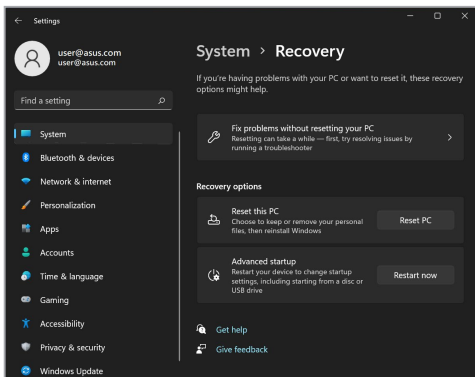 Settings
user@asus.com
user@asus.com
Find a setting
System
Bluetooth & devices
Network & internet
Personalization
Apps
Accounts
Time & language
Gaming
Accessibility
Privacy & security
Windows Update
System > Recovery
If you're having problems with your PC or want to reset it, these recovery
options might help.
Fix problems without resetting your PC
Resetting can take a while — first, try resolving issues by
running a troubleshooter
Recovery options
Reset this PC
Choose to keep or remove your personal
files, then reinstall Windows
Reset PC
Advanced startup
Restart your device to change startup
settings, including starting from a disc or
USB drive
Restart now
Get help
Give feedback